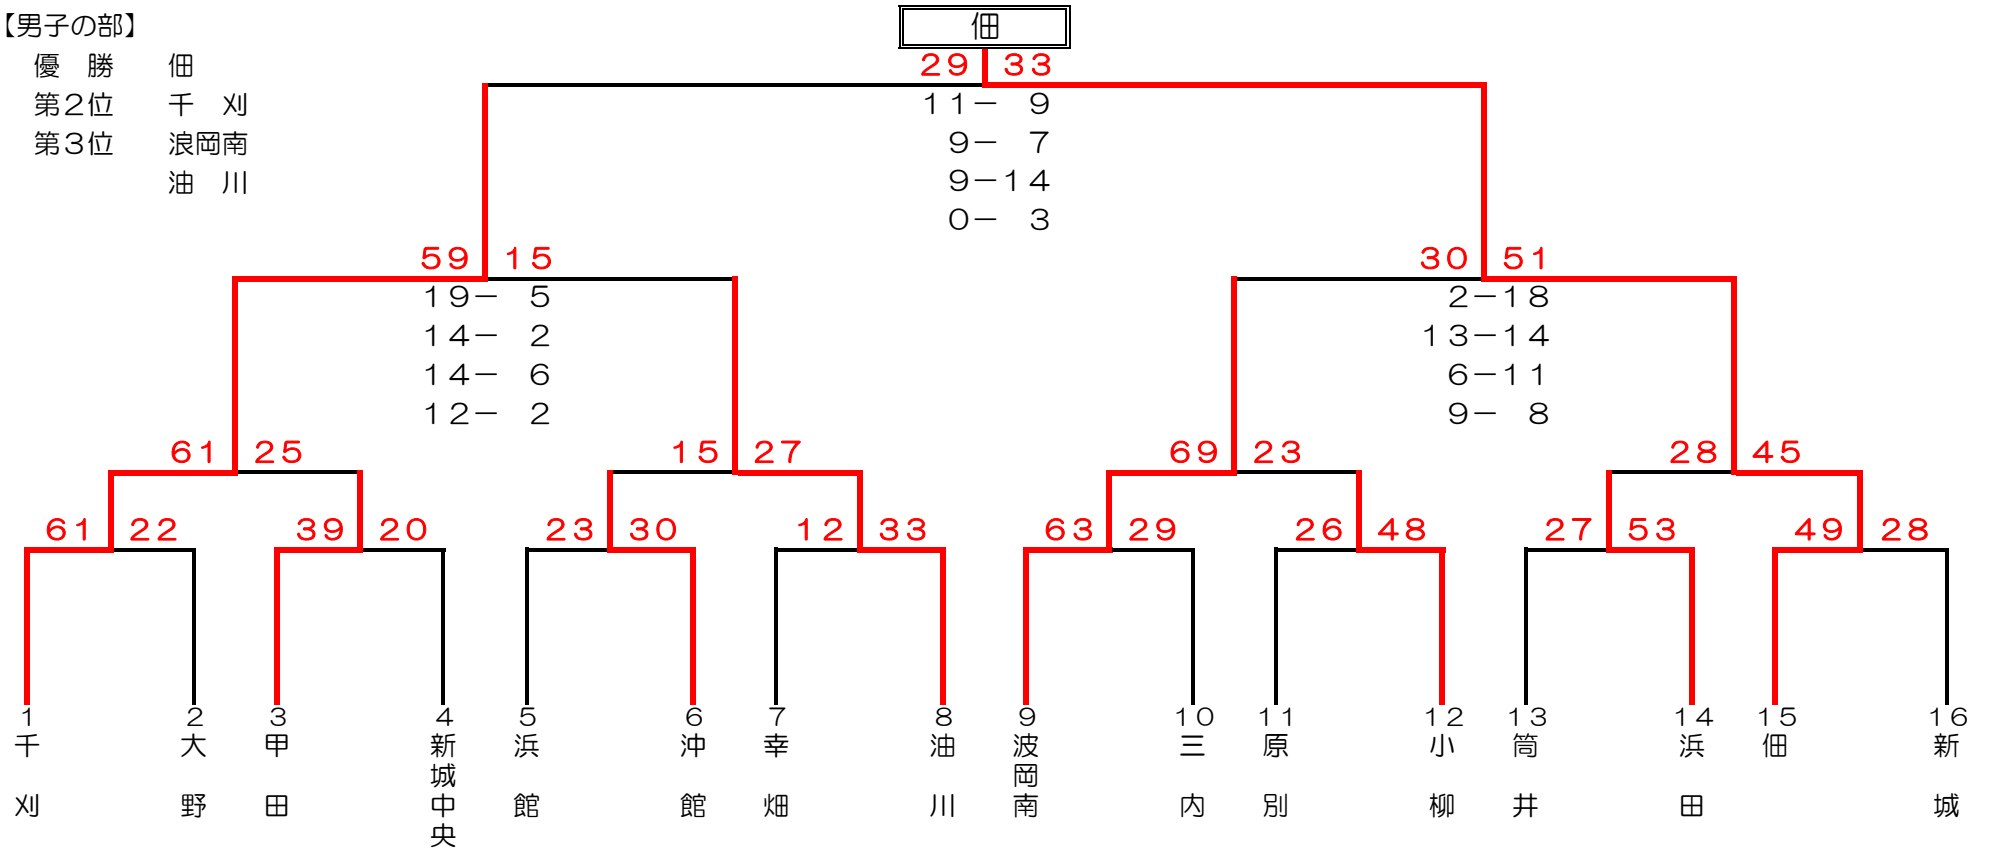 【男子の部】
佃
優　勝　　佃
29 33
第２位　　千　刈
11－ 9
第３位　　浪岡南
9－ 7
油　川
9－14
0－ 3
59 15
30 51
19－ 5
2－18
14－ 2
13－14
14－ 6
6－11
12－ 2
9－ 8
61 25
15 27
69 23
28 45
61 22
39 20
23 30
12 33
63 29
26 48
27 53
49 28
1 千刈
2 大野
3 甲田
4 新城中央
5 浜館
6 沖館
7 幸畑
8 油川
9 波岡南
10 三内
11 原別
12 小柳
13 筒井
14 浜田
15 佃
16 新城